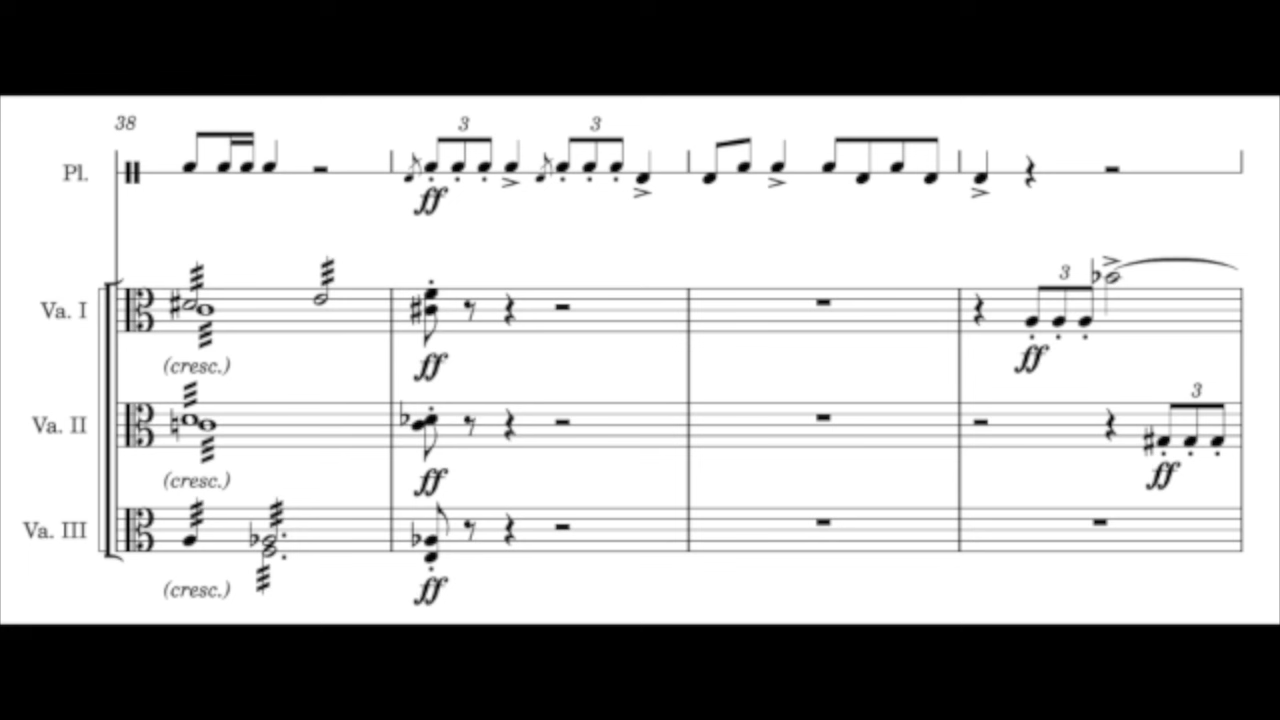 38
3 3
Pl.
ff
3
Va. I
(cresc.) ff ff
3
Va. II
(cresc.) ff ff
Va. III
(cresc.) ff